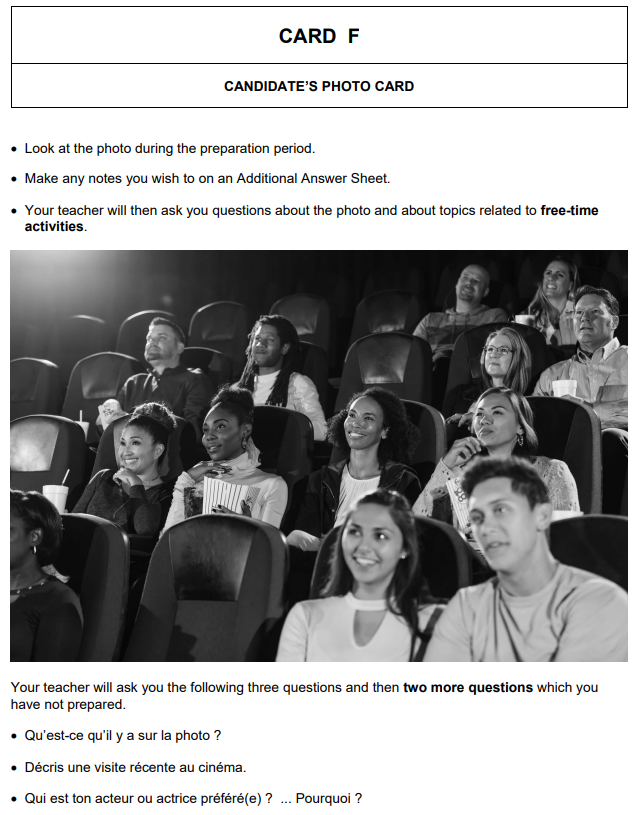 CARD F
CANDIDATE'S PHOTO CARD
• Look at the photo during the preparation period.
• Make any notes you wish to on an Additional Answer Sheet.
• Your teacher will then ask you questions about the photo and about topics related to free-time
activities.
Your teacher will ask you the following three questions and then two more questions which you
have not prepared.
• Qu'est-ce qu'il y a sur la photo ?
• Décris une visite récente au cinéma.
• Qui est ton acteur ou actrice préféré(e) ? ... Pourquoi ?